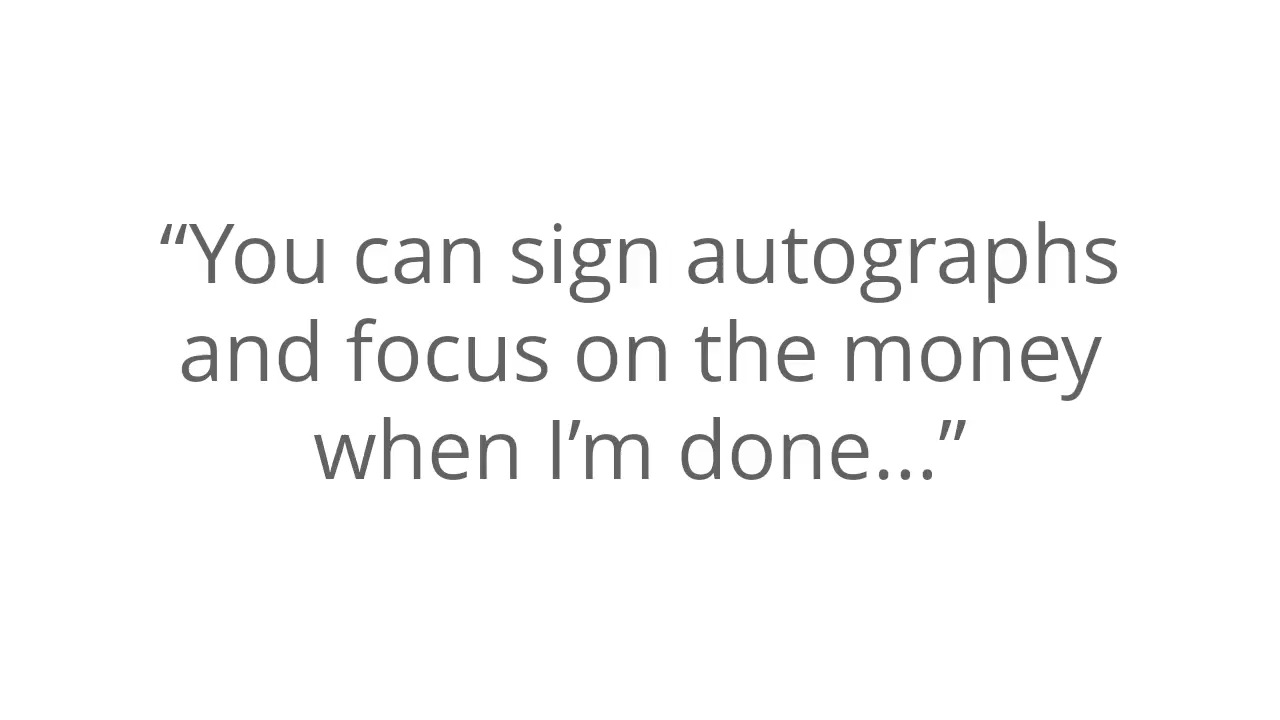 “You can sign autographs
and focus on the money
when I’m done...”